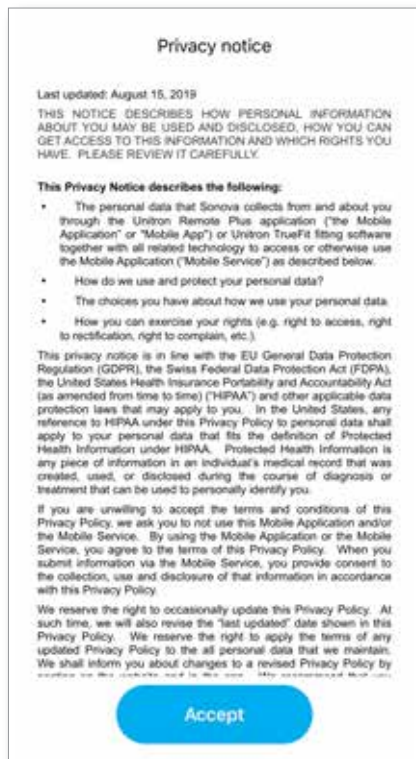 Privacy notice
Last updated: August 15, 2019
THIS NOTICE DESCRIBES HOW PERSONAL INFORMATION
ABOUT YOU MAY BE USED AND DISCLOSED, HOW YOU CAN
GET ACCESS TO THIS INFORMATION AND WHICH RIGHTS YOU
HAVE. PLEASE REVIEW IT CAREFULLY.
This Privacy Notice describes the following:
• The personal data that Sonova collects from and about you
through the Unitron Remote Plus application ("the Mobile
Application" or "Mobile App") or Unitron TrueFit fitting software
together with all related technology to access or otherwise use
the Mobile Application ("Mobile Service") as described below.
• How do we use and protect your personal data?
• The choices you have about how we use your personal data.
• How you can exercise your rights (e.g. right to access, right
to rectification, right to complain, etc.).
This privacy notice is in line with the EU General Data Protection
Regulation (GDPR), the Swiss Federal Data Protection Act (FDPA),
the United States Health Insurance Portability and Accountability Act
(as amended from time to time) ("HIPAA") and other applicable data
protection laws that may apply to you. In the United States, any
reference to HIPAA under this Privacy Policy to personal data shall
apply to your personal data that fits the definition of Protected
Health Information under HIPAA. Protected Health Information is
any piece of information in an individual's medical record that was
created, used, or disclosed during the course of diagnosis or
treatment that can be used to personally identify you.
If you are unwilling to accept the terms and conditions of this
Privacy Policy, we ask you to not use this Mobile Application and/or
the Mobile Service. By using the Mobile Application or the Mobile
Service, you agree to the terms of this Privacy Policy. When you
submit information via the Mobile Service, you provide consent to
the collection, use and disclosure of that information in accordance
with this Privacy Policy.
We reserve the right to occasionally update this Privacy Policy. At
such time, we will also revise the "last updated" date shown in this
Privacy Policy. We reserve the right to apply the terms of any
updated Privacy Policy to the all personal data that we maintain.
We shall inform you about changes to a revised Privacy Policy by
Accept